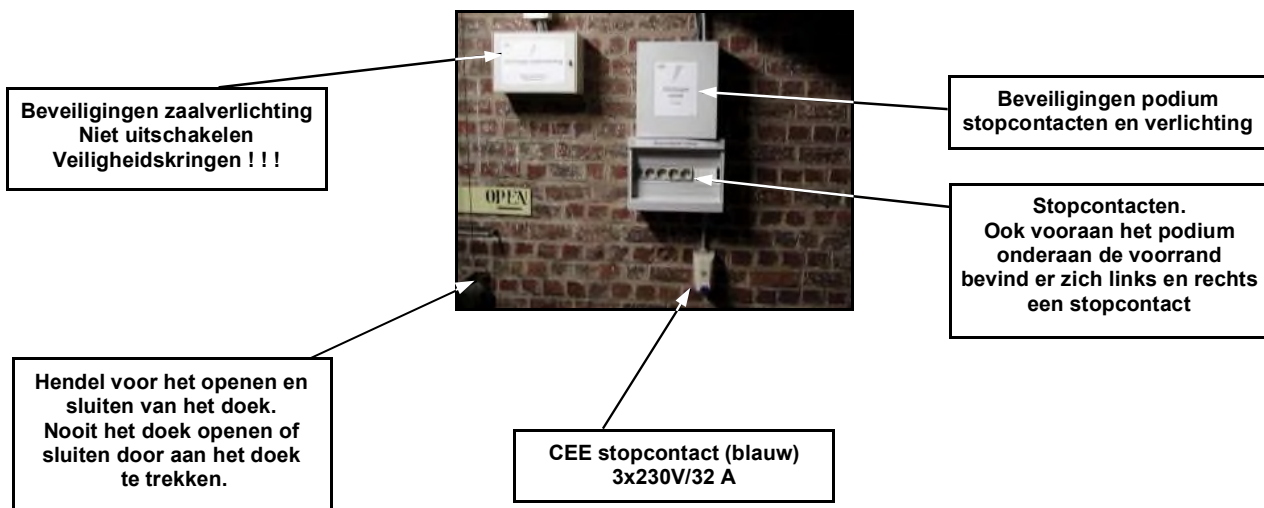 Beveiligingen zaalverlichting
Niet uitschakelen
Veiligheidskringen ! ! !
Beveiligingen podium
stopcontacten en verlichting
OPEN
Stopcontacten.
Ook vooraan het podium
onderaan de voorrand
bevind er zich links en rechts
een stopcontact
Hendel voor het openen en
sluiten van het doek.
Nooit het doek openen of
sluiten door aan het doek
te trekken.
CEE stopcontact (blauw)
3x230V/32 A